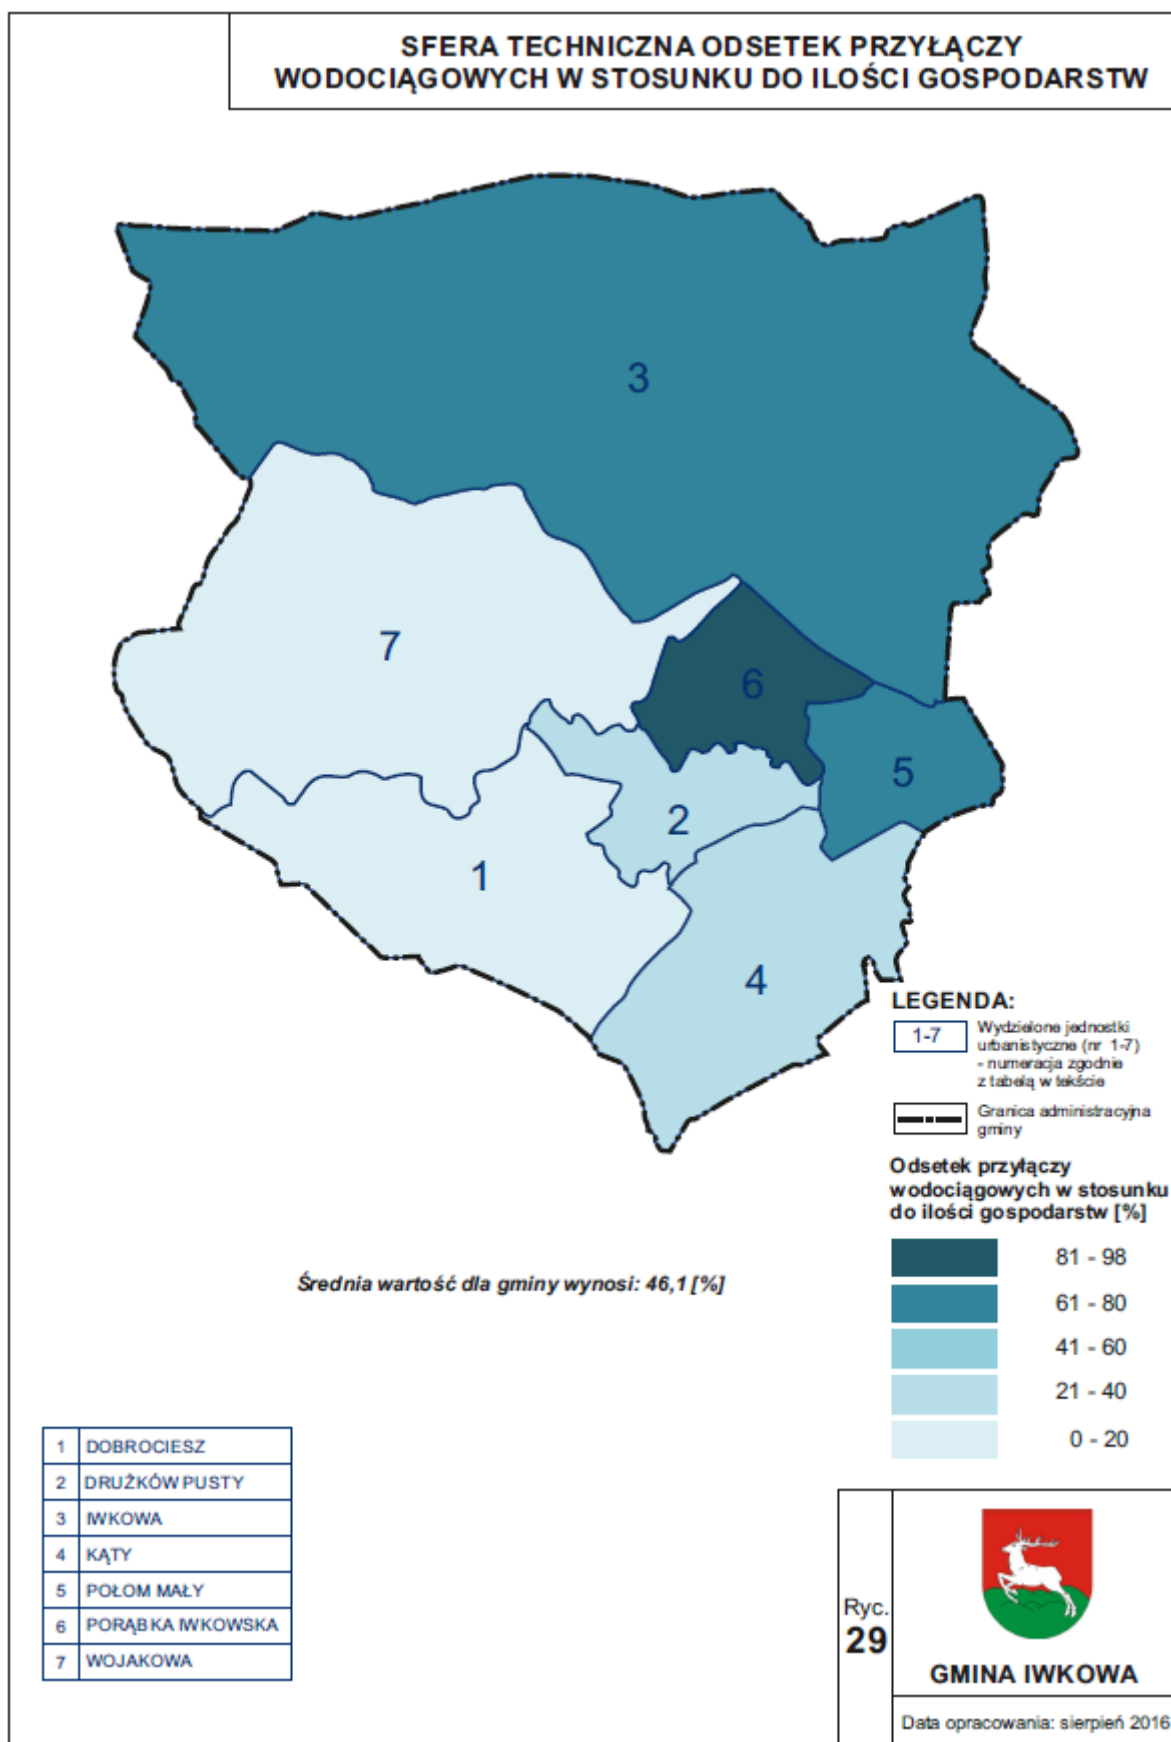 SFERA TECHNICZNA ODSETEK PRZYŁĄCZY
WODOCIĄGOWYCH W STOSUNKU DO ILOŚCI GOSPODARSTW
3
7
6
5
2
1
4
LEGENDA:
1-7
Wydzielone jednostki
urbanistyczne (nr 1-7)
- numeracja zgodnie
z tabelą w tekście
Granica administracyjna
gminy
Odsetek przyłączy
wodociągowych w stosunku
do ilości gospodarstw [%]
81 - 98
61 - 80
41 - 60
21 - 40
0 - 20
Średnia wartość dla gminy wynosi: 46,1 [%]
1 DOBROCIESZ
2 DRUŻKÓW PUSTY
3 IWKOWA
4 KĄTY
5 POŁOM MAŁY
6 PORĄBKA IWKOWSKA
7 WOJAKOWA
Ryc.
29
GMINA IWKOWA
Data opracowania: sierpień 2016